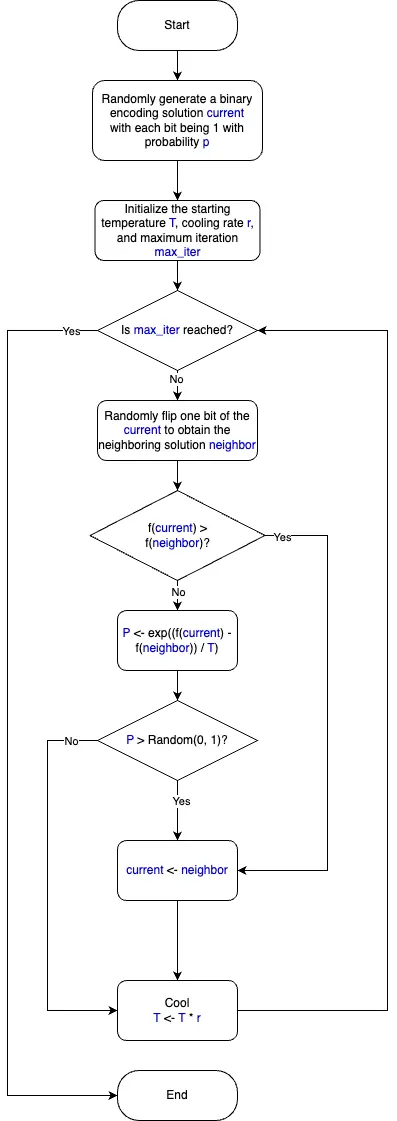 Start
Randomly generate a binary
encoding solution current
with each bit being 1 with
probability p
Initialize the starting
temperature T, cooling rate r,
and maximum iteration
max_iter
Is max_iter reached?
Yes
No
Randomly flip one bit of the
current to obtain the
neighboring solution neighbor
f(current) >
f(neighbor)?
Yes
No
P <- exp((f(current) -
f(neighbor)) / T)
P > Random(0, 1)?
No
Yes
current <- neighbor
Cool
T <- T * r
End